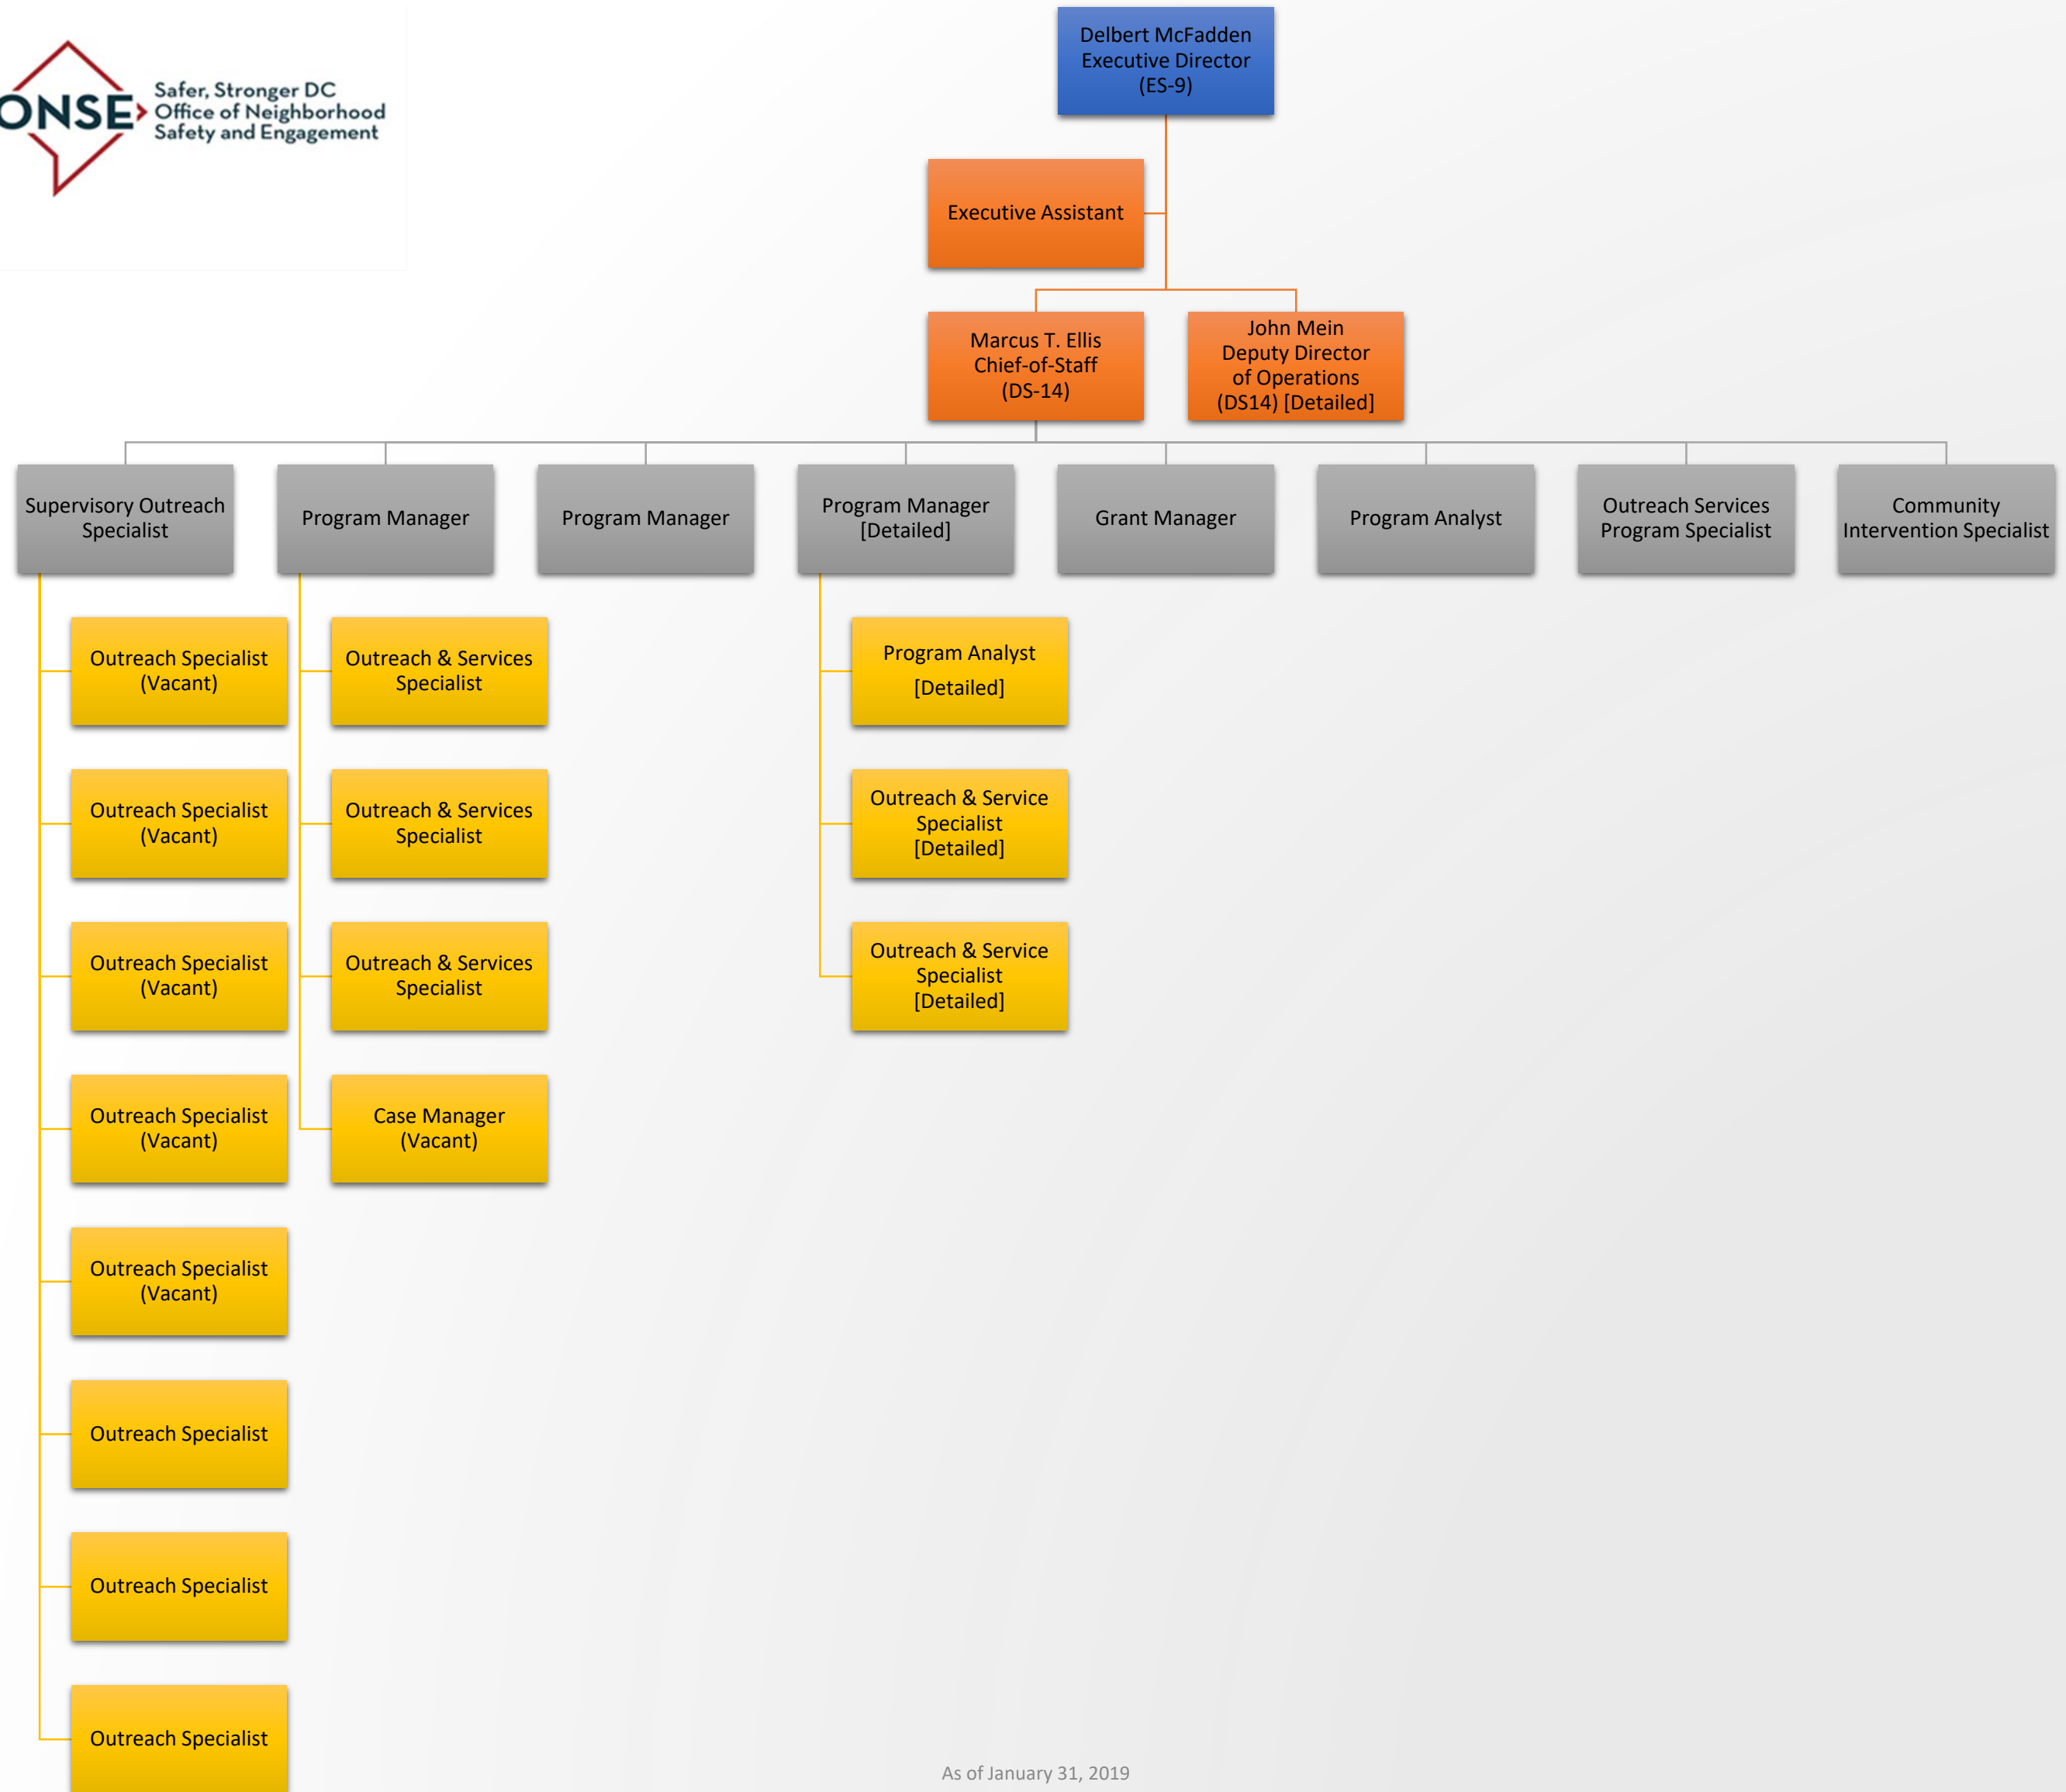 ONSE
Safer, Stronger DC
Office of Neighborhood
Safety and Engagement
Delbert McFadden
Executive Director
(ES-9)
Executive Assistant
Marcus T. Ellis
Chief-of-Staff
(DS-14)
John Mein
Deputy Director
of Operations
(DS14) [Detailed]
Supervisory Outreach
Specialist
Program Manager
Program Manager
Program Manager
[Detailed]
Grant Manager
Program Analyst
Outreach Services
Program Specialist
Community
Intervention Specialist
Outreach Specialist
(Vacant)
Outreach Specialist
(Vacant)
Outreach Specialist
(Vacant)
Outreach Specialist
(Vacant)
Outreach Specialist
(Vacant)
Outreach Specialist
Outreach Specialist
Outreach Specialist
Outreach & Services
Specialist
Outreach & Services
Specialist
Outreach & Services
Specialist
Case Manager
(Vacant)
Program Analyst
[Detailed]
Outreach & Service
Specialist
[Detailed]
Outreach & Service
Specialist
[Detailed]
As of January 31, 2019